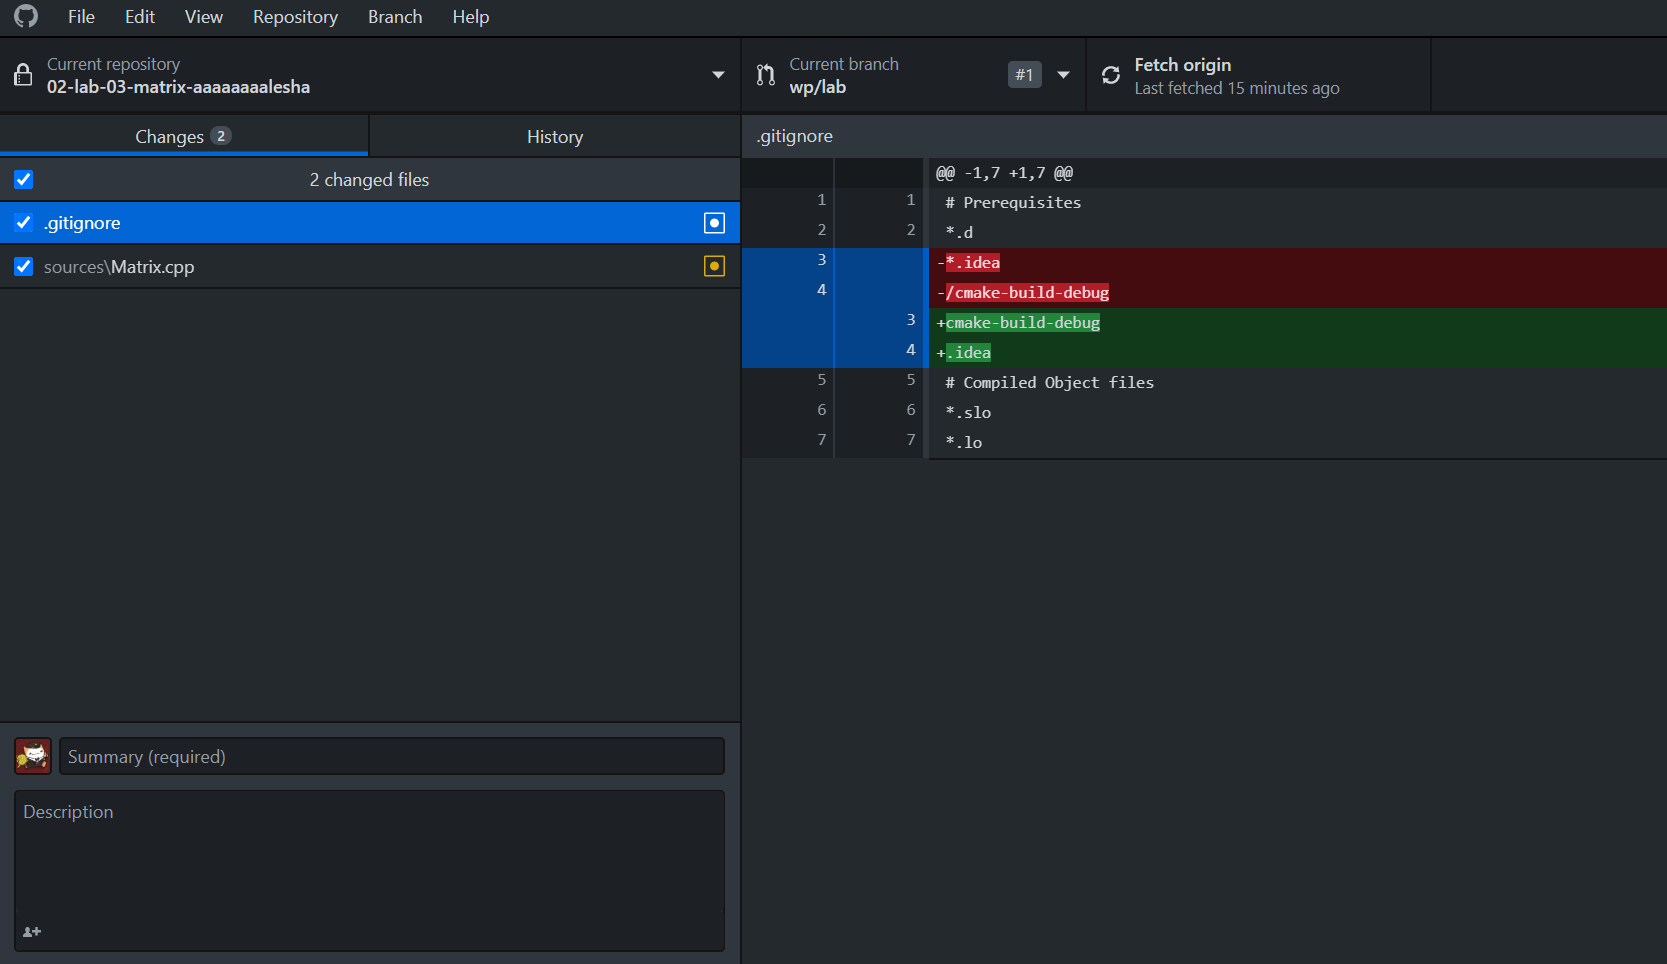 File Edit View Repository Branch Help
Current repository
02-lab-03-matrix-aaaaaaaalesha
Current branch
wp/lab
#1
Fetch origin
Last fetched 15 minutes ago
Changes 2
History
2 changed files
.gitignore
sources\Matrix.cpp
Summary (required)
Description
.gitignore
@@ -1,7 +1,7 @@
1 1 # Prerequisites
2 2 *.d
3 -*.idea
4 -/cmake-build-debug
3 +cmake-build-debug
4 +.idea
5 5 # Compiled Object files
6 6 *.slo
7 7 *.lo